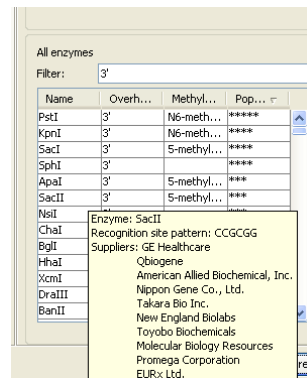 All enzymes
Filter: 3'
Name Overh... Methyl... Pop...
PstI 3' N6-meth... *****
KpnI 3' N6-meth... ****
SacI 3' 5-methyl... ****
SphI 3' ****
ApaI 3' 5-methyl... ***
SacII 3' 5-methyl... ***
NsiI
ChaI
BglI
HhaI
XcmI
DraIII
BanII
Enzyme: SacII
Recognition site pattern: CCGCGG
Suppliers: GE Healthcare
Qbiogene
American Allied Biochemical, Inc.
Nippon Gene Co., Ltd.
Takara Bio Inc.
New England Biolabs
Toyobo Biochemicals
Molecular Biology Resources
Promega Corporation
EURx Ltd.